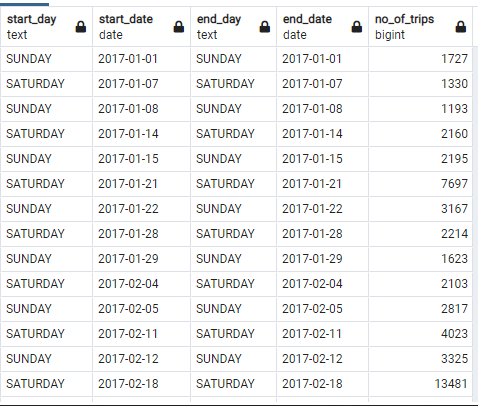 start_day start_date end_day end_date no_of_trips
text date text date bigint
SUNDAY 2017-01-01 SUNDAY 2017-01-01 1727
SATURDAY 2017-01-07 SATURDAY 2017-01-07 1330
SUNDAY 2017-01-08 SUNDAY 2017-01-08 1193
SATURDAY 2017-01-14 SATURDAY 2017-01-14 2160
SUNDAY 2017-01-15 SUNDAY 2017-01-15 2195
SATURDAY 2017-01-21 SATURDAY 2017-01-21 7697
SUNDAY 2017-01-22 SUNDAY 2017-01-22 3167
SATURDAY 2017-01-28 SATURDAY 2017-01-28 2214
SUNDAY 2017-01-29 SUNDAY 2017-01-29 1623
SATURDAY 2017-02-04 SATURDAY 2017-02-04 2103
SUNDAY 2017-02-05 SUNDAY 2017-02-05 2817
SATURDAY 2017-02-11 SATURDAY 2017-02-11 4023
SUNDAY 2017-02-12 SUNDAY 2017-02-12 3325
SATURDAY 2017-02-18 SATURDAY 2017-02-18 13481